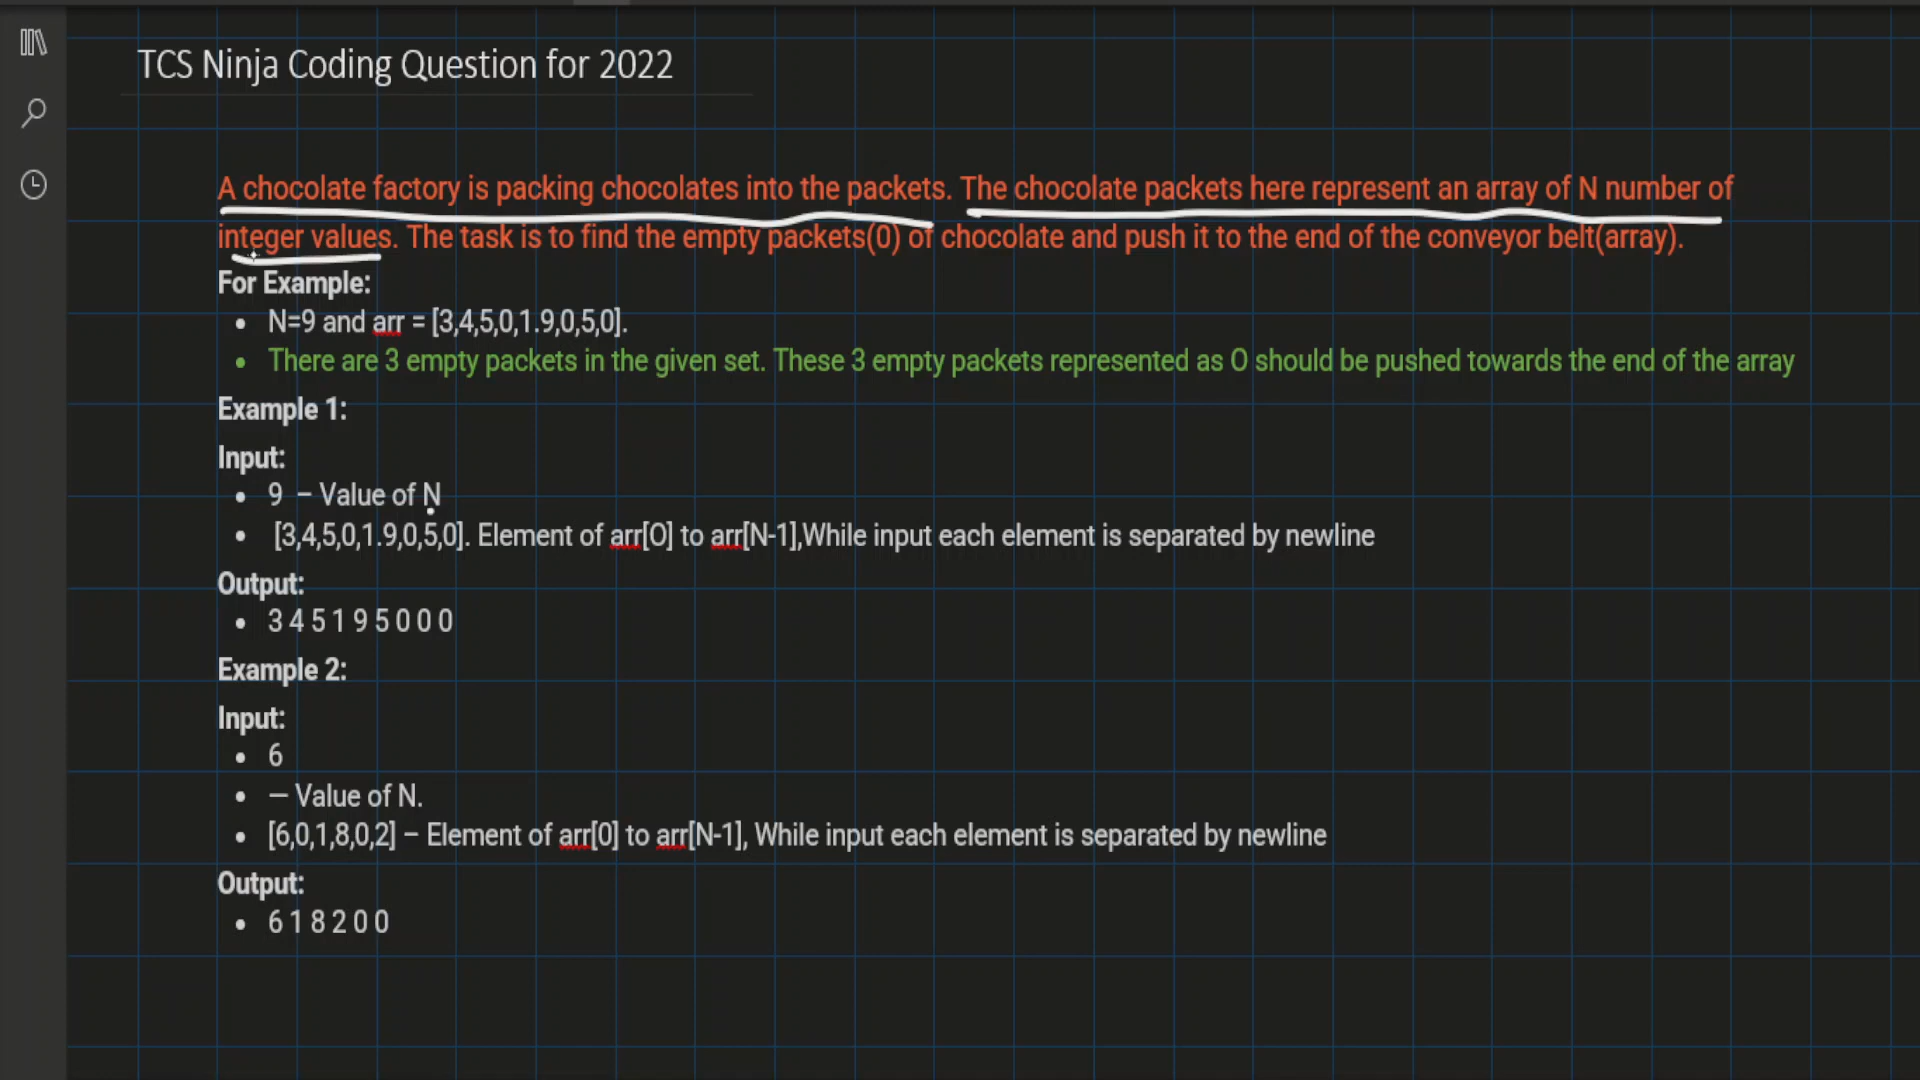 TCS Ninja Coding Question for 2022
A chocolate factory is packing chocolates into the packets. The chocolate packets here represent an array of N number of
integer values. The task is to find the empty packets(0) of chocolate and push it to the end of the conveyor belt(array).
For Example:
• N=9 and arr = [3,4,5,0,1.9,0,5,0].
• There are 3 empty packets in the given set. These 3 empty packets represented as O should be pushed towards the end of the array
Example 1:
Input:
• 9 – Value of N
• [3,4,5,0,1.9,0,5,0]. Element of arr[O] to arr[N-1],While input each element is separated by newline
Output:
• 3 4 5 1 9 5 0 0 0
Example 2:
Input:
• 6
• — Value of N.
• [6,0,1,8,0,2] – Element of arr[0] to arr[N-1], While input each element is separated by newline
Output:
• 6 1 8 2 0 0